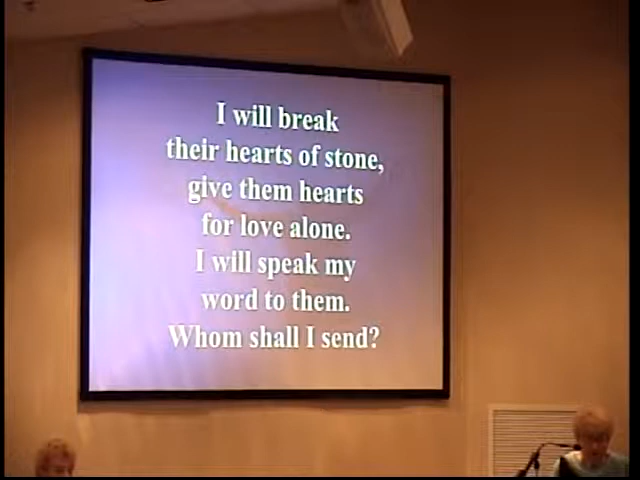 I will break
their hearts of stone,
give them hearts
for love alone.
I will speak my
word to them.
Whom shall I send?